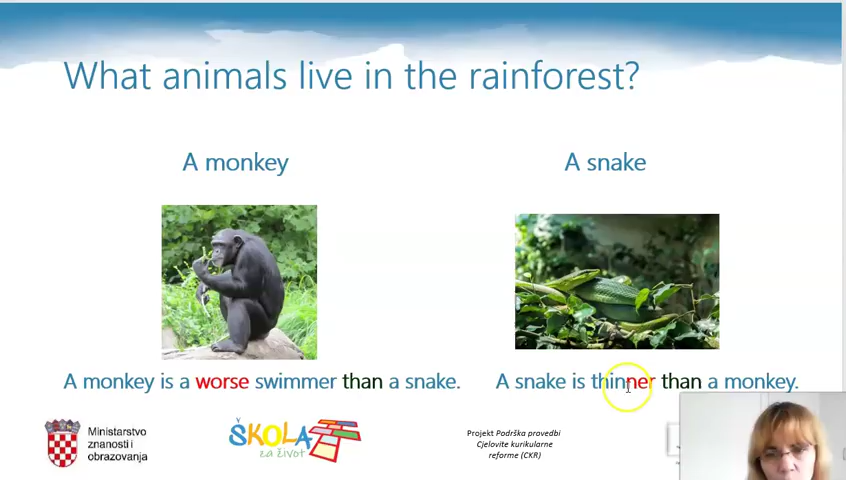 What animals live in the rainforest?
A monkey
A snake
A monkey is a worse swimmer than a snake.
A snake is thinner than a monkey.
Ministarstvo
znanosti i
obrazovanja
ŠKOLA
za život
Projekt Podrška provedbi
Cjelovite kurikularne
reforme (CKR)